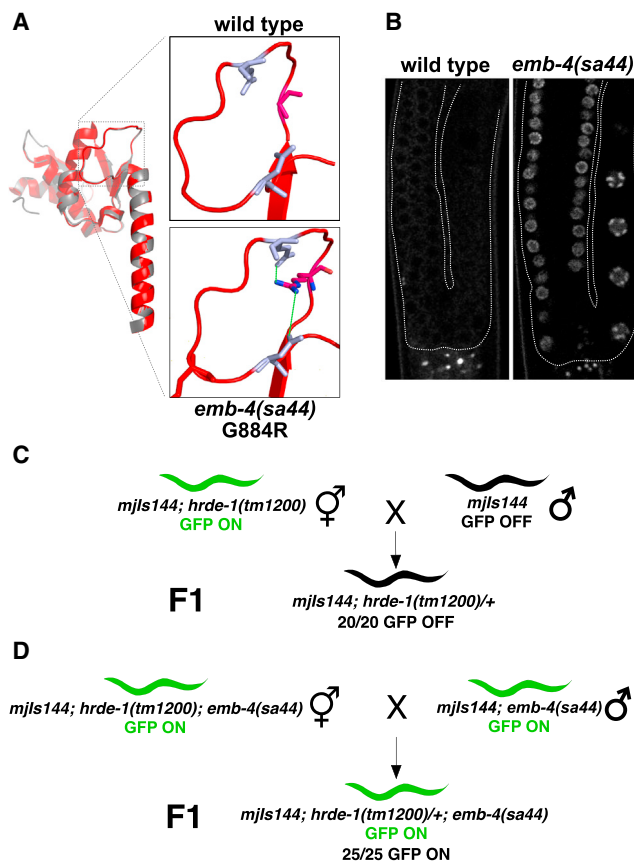 A
wild type
emb-4(sa44)
G884R
B
wild type
emb-4(sa44)
C
mjIs144; hrde-1(tm1200)
GFP ON
X
mjIs144
GFP OFF
F1
mjIs144; hrde-1(tm1200)/+
20/20 GFP OFF
D
mjIs144; hrde-1(tm1200); emb-4(sa44)
GFP ON
X
mjIs144; emb-4(sa44)
GFP ON
F1
mjIs144; hrde-1(tm1200)/+; emb-4(sa44)
GFP ON
25/25 GFP ON